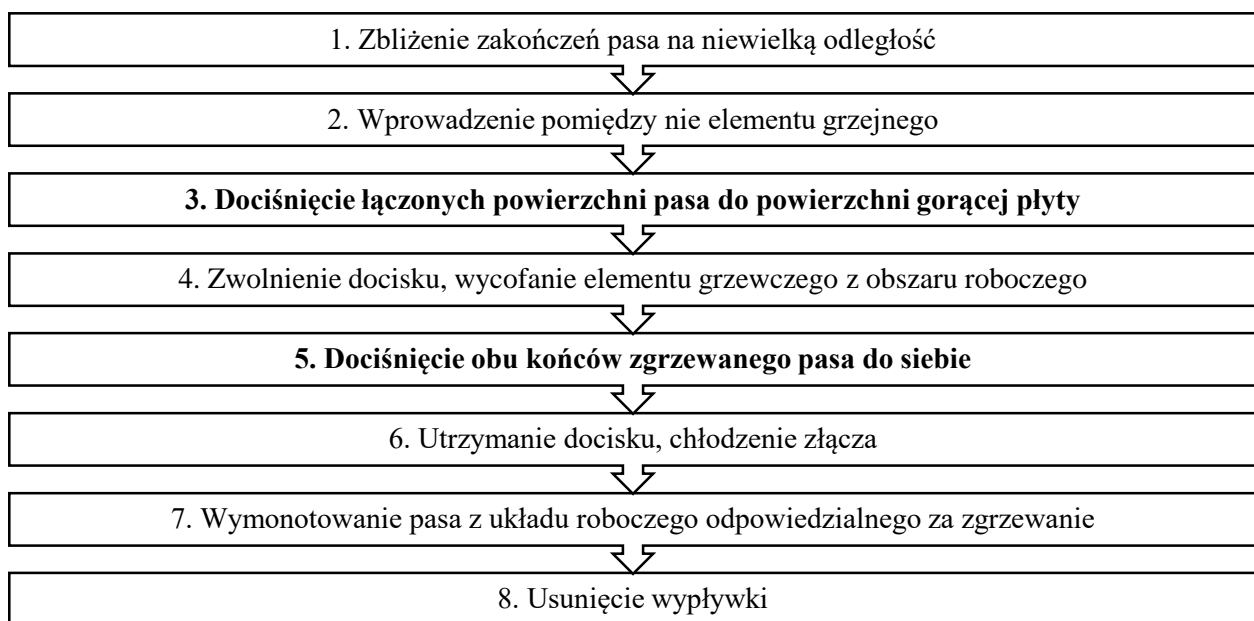 1. Zbliżenie zakończeń pasa na niewielką odległość
2. Wprowadzenie pomiędzy nie elementu grzejnego
3. Dociśnięcie łączonych powierzchni pasa do powierzchni gorącej płyty
4. Zwolnienie docisku, wycofanie elementu grzewczego z obszaru roboczego
5. Dociśnięcie obu końców zgrzewanego pasa do siebie
6. Utrzymanie docisku, chłodzenie złącza
7. Wymonotowanie pasa z układu roboczego odpowiedzialnego za zgrzewanie
8. Usunięcie wypływki